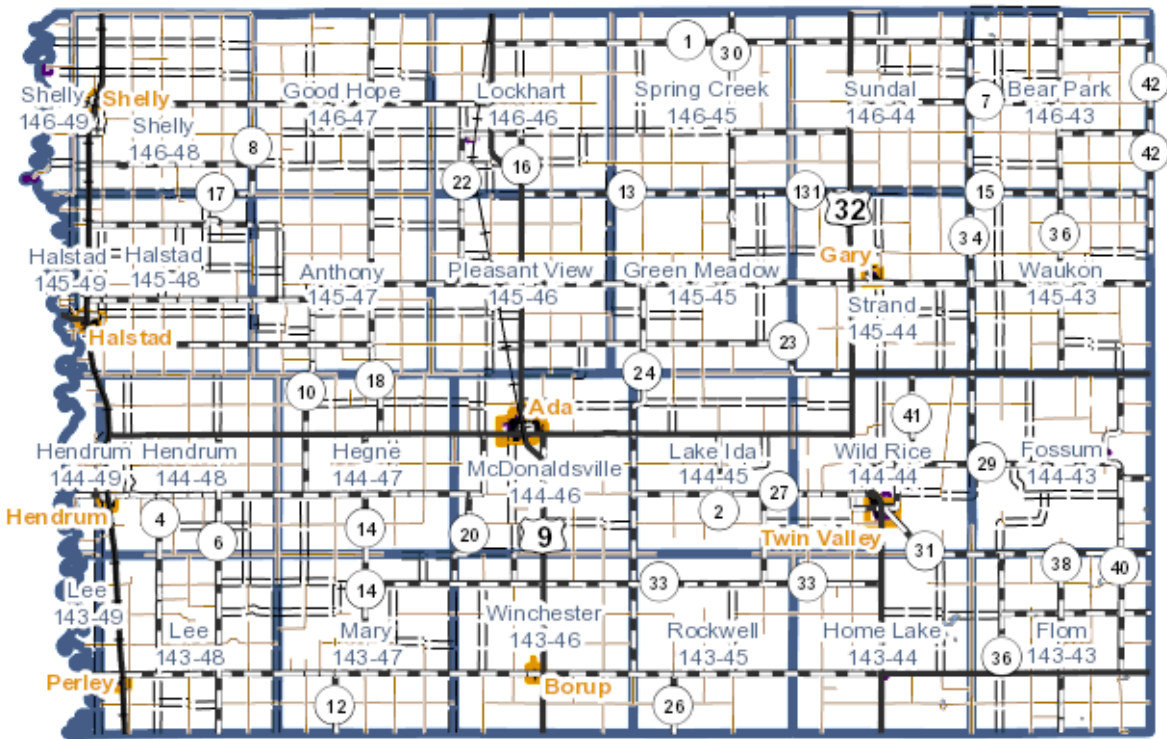 1
30
42
7
Shelly
146-49
Shelly
Shelly
146-48
Good Hope
146-47
Lockhart
146-46
Spring Creek
146-45
Sundal
146-44
Bear Park
146-43
8
16
42
22
17
13
131
15
32
34
36
Halstad
145-49
Halstad
145-48
Anthony
145-47
Pleasant View
145-46
Green Meadow
145-45
Gary
Strand
145-44
Waukon
145-43
Halstad
23
10
18
24
Ada
41
Hendrum
144-49
Hendrum
144-48
Hegne
144-47
McDonaldsville
144-46
Lake Ida
144-45
Wild Rice
144-44
29
Fossum
144-43
27
Hendrum
4
6
14
20
9
2
Twin Valley
31
38
40
Lee
143-49
14
33
33
Lee
143-48
Mary
143-47
Winchester
143-46
Rockwell
143-45
Home Lake
143-44
36
Flom
143-43
Perley
Borup
12
26